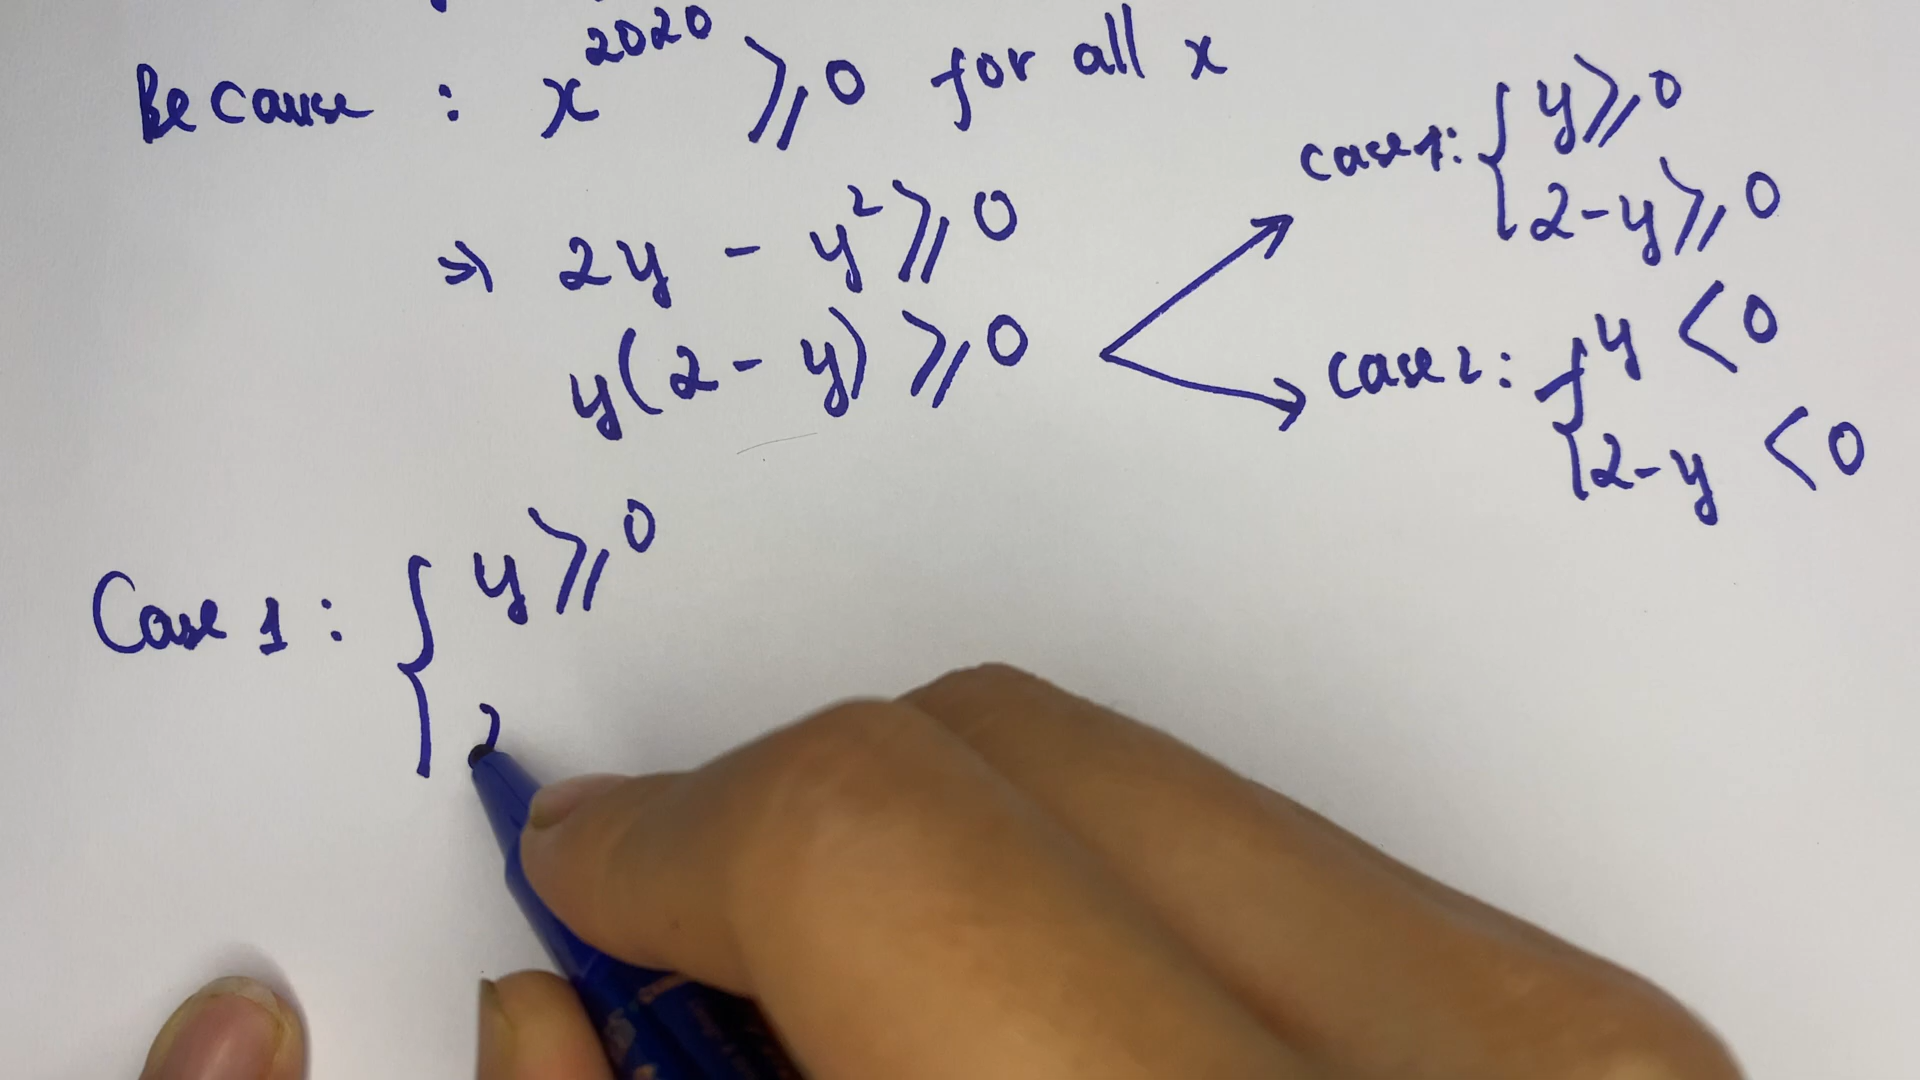 Because : x^2020 ⩾ 0 for all x
⇒ 2y - y² ⩾ 0
y(2 - y) ⩾ 0
case 1: { y ⩾ 0
2 - y ⩾ 0
case 2: { y < 0
2 - y < 0
Case 1 : { y ⩾ 0